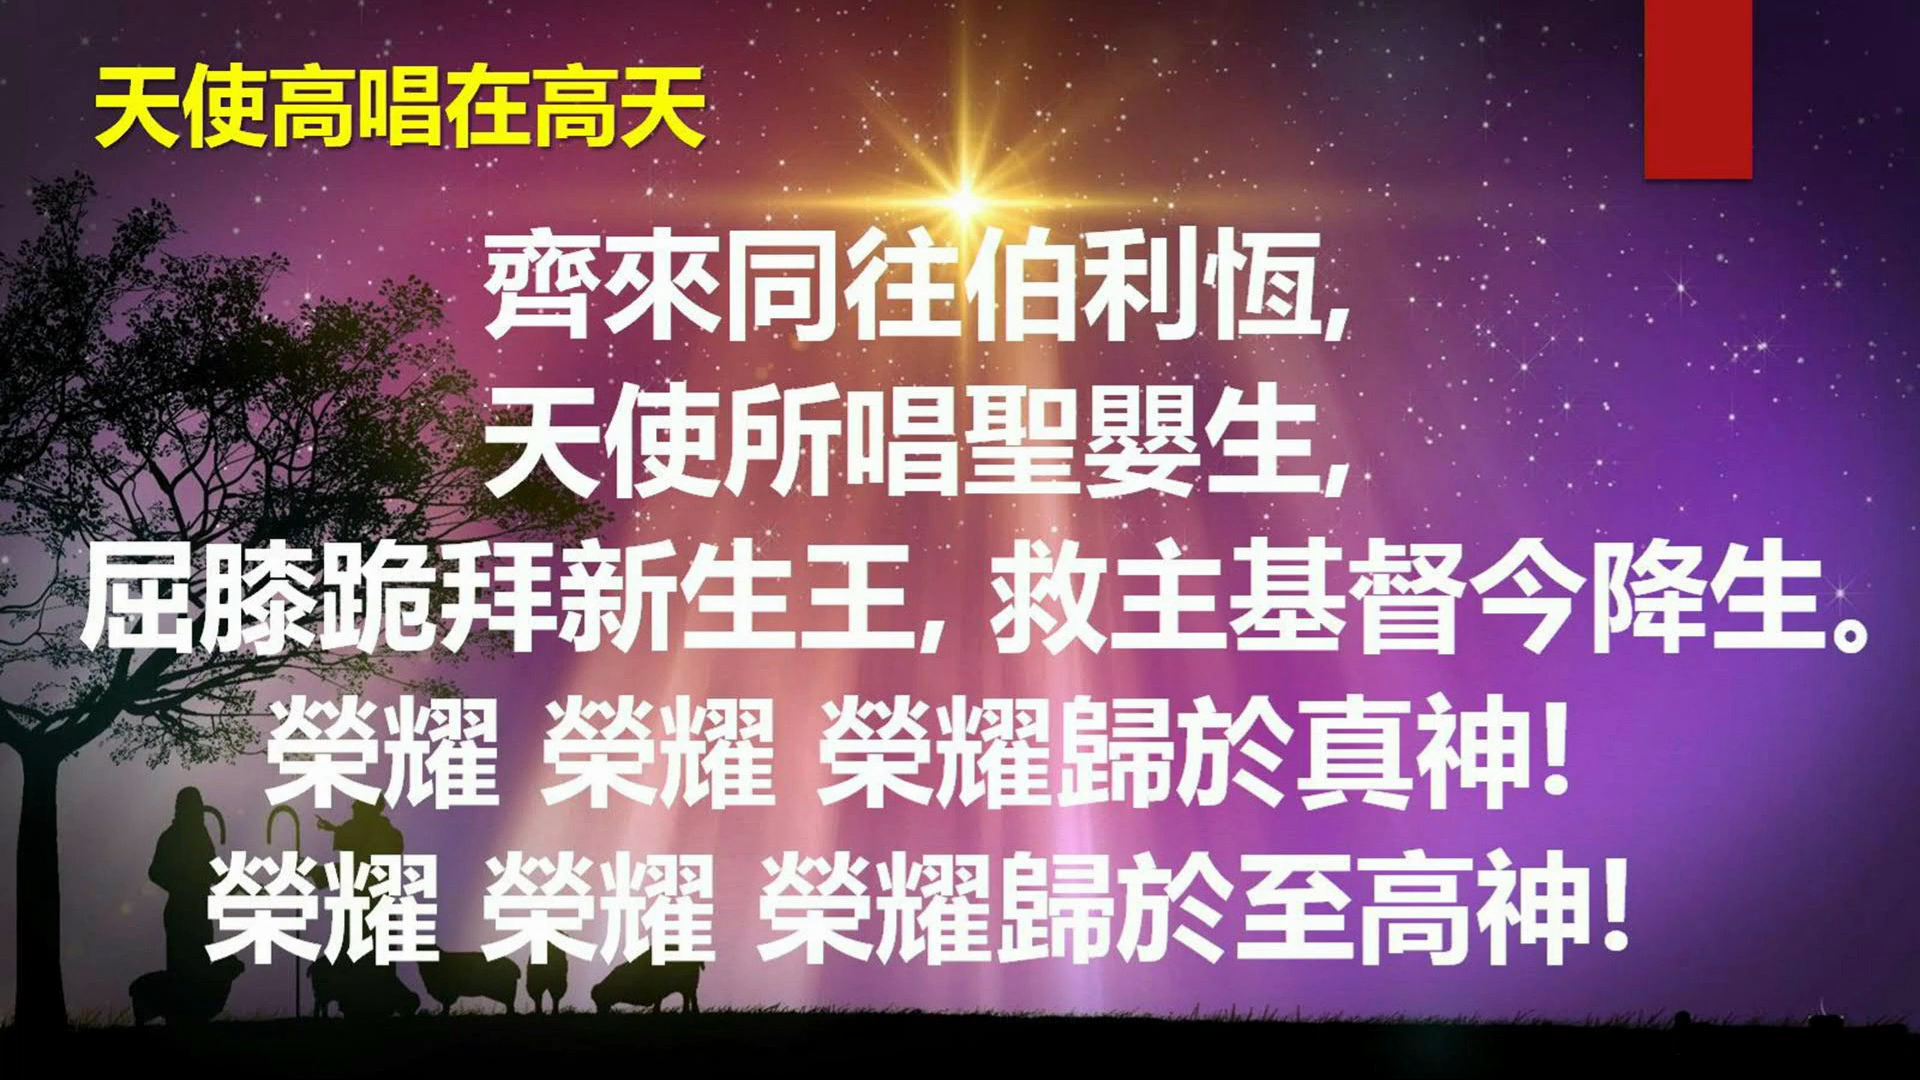 天使高唱在高天
齊來同往伯利恆,
天使所唱聖嬰生,
屈膝跪拜新生王, 救主基督今降生。
榮耀 榮耀 榮耀歸於真神!
榮耀 榮耀 榮耀歸於至高神!